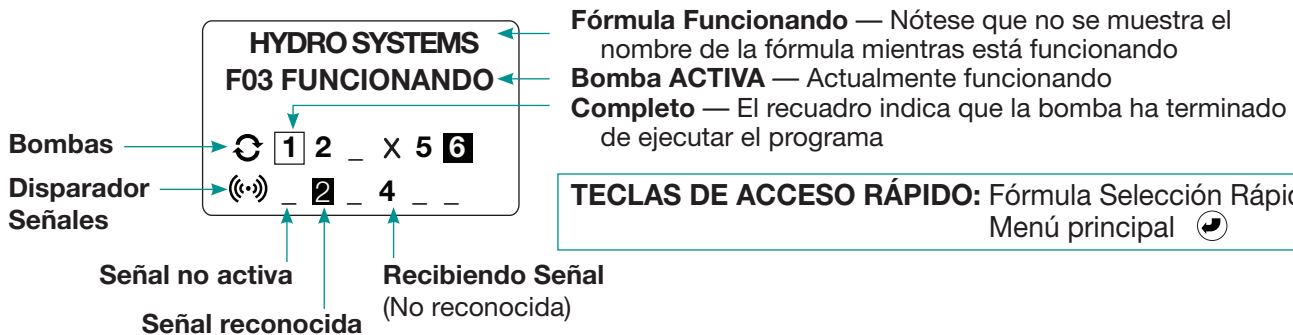 HYDRO SYSTEMS
F03 FUNCIONANDO
1 2 _ X 5 6
_ 2 _ 4 _ _
Bombas
Disparador
Señales
Señal no activa
Señal reconocida
Recibiendo Señal
(No reconocida)
Fórmula Funcionando — Nótese que no se muestra el
nombre de la fórmula mientras está funcionando
Bomba ACTIVA — Actualmente funcionando
Completo — El recuadro indica que la bomba ha terminado
de ejecutar el programa
TECLAS DE ACCESO RÁPIDO: Fórmula Selección
Menú principal